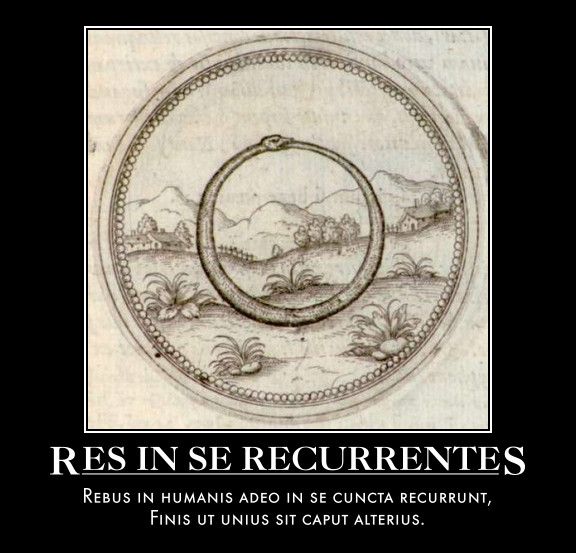 RES IN SE RECURRENTES
REBUS IN HUMANIS ADEO IN SE CUNCTA RECURRUNT,
FINIS UT UNIUS SIT CAPUT ALTERIUS.